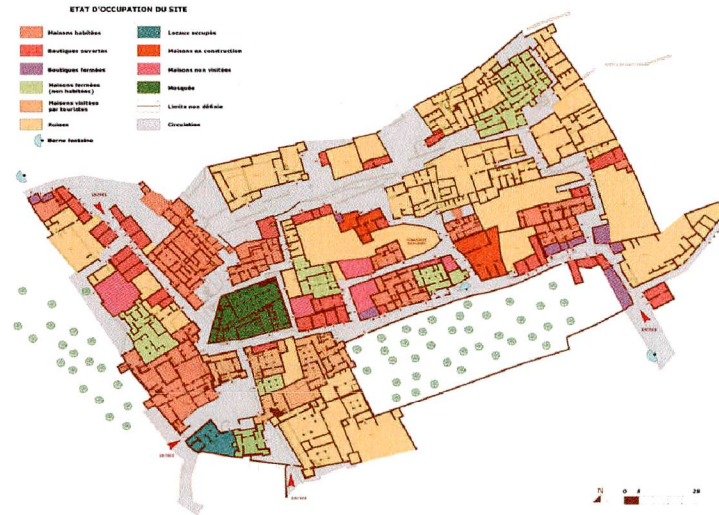 ETAT D'OCCUPATION DU SITE
Maisons habitées
Boutiques ouvertes
Boutiques fermées
Maisons fermées
(non habitées)
Maisons visitées
par touristes
Ruines
Borne fontaine
Locaux occupés
Maisons en construction
Maisons non visitées
Mosquée
Limite non définie
Circulation
ENTREE
ENTREE
ENTREE
ENTREE
N
0